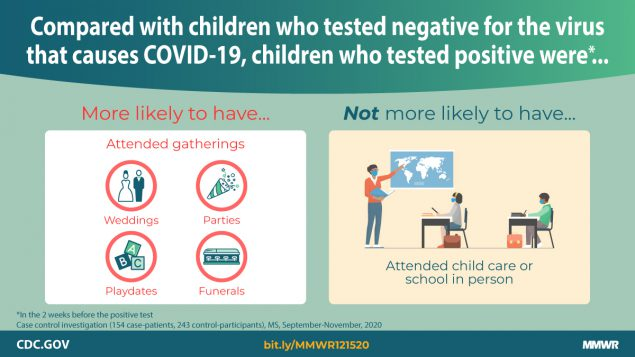 Compared with children who tested negative for the virus
that causes COVID-19, children who tested positive were*...
More likely to have...
Attended gatherings
Weddings
Parties
A
B
C
Playdates
Funerals
Not more likely to have...
Attended child care or
school in person
*In the 2 weeks before the positive test
Case control investigation (154 case-patients, 243 control-participants), MS, September-November, 2020
CDC.GOV
bit.ly/MMWR121520
MMWR